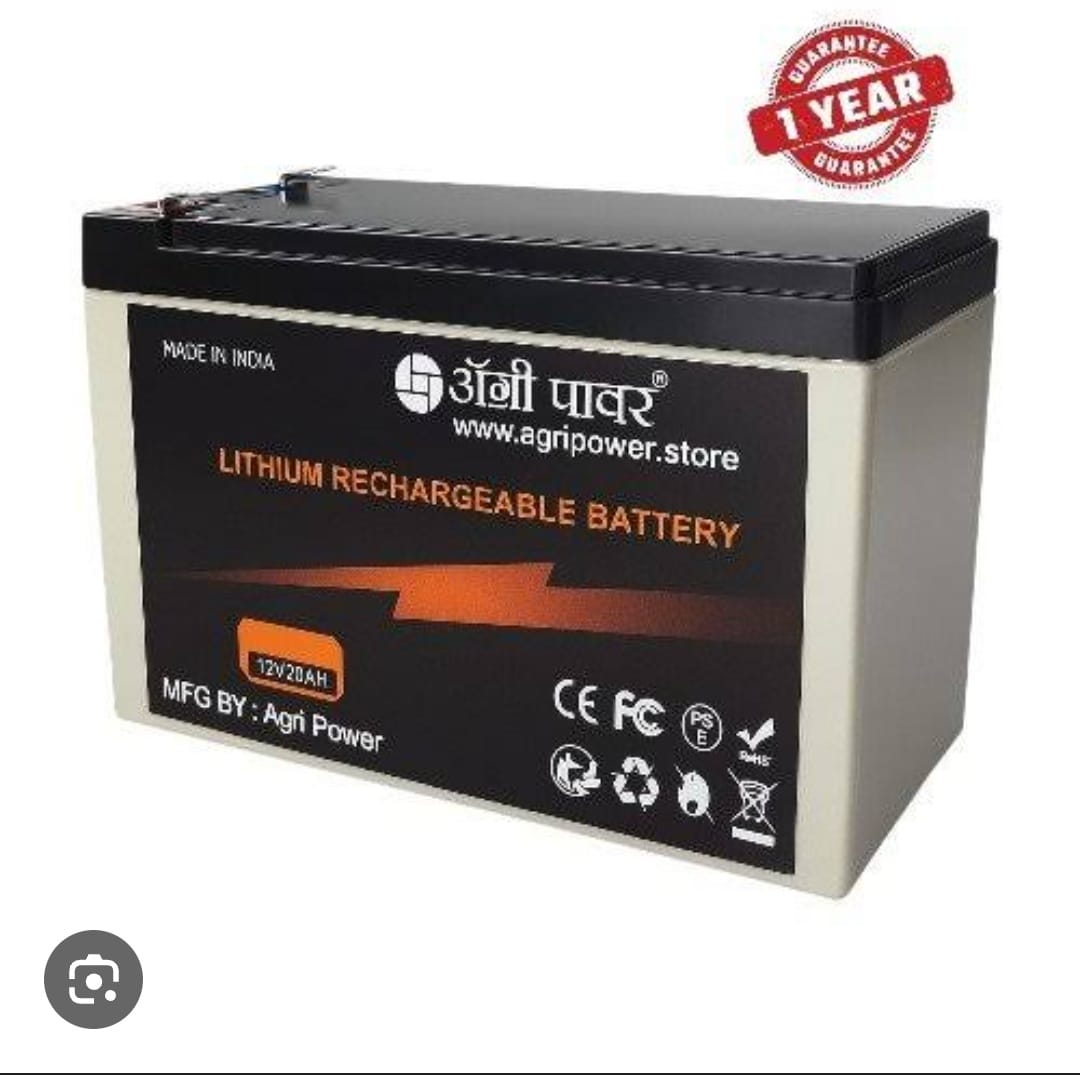 GUARANTEE
1 YEAR
GUARANTEE
MADE IN INDIA
ॲग्री पावर®
www.agripower.store
LITHIUM RECHARGEABLE BATTERY
12V20AH
MFG BY : Agri Power
CE FC PS E RoHS